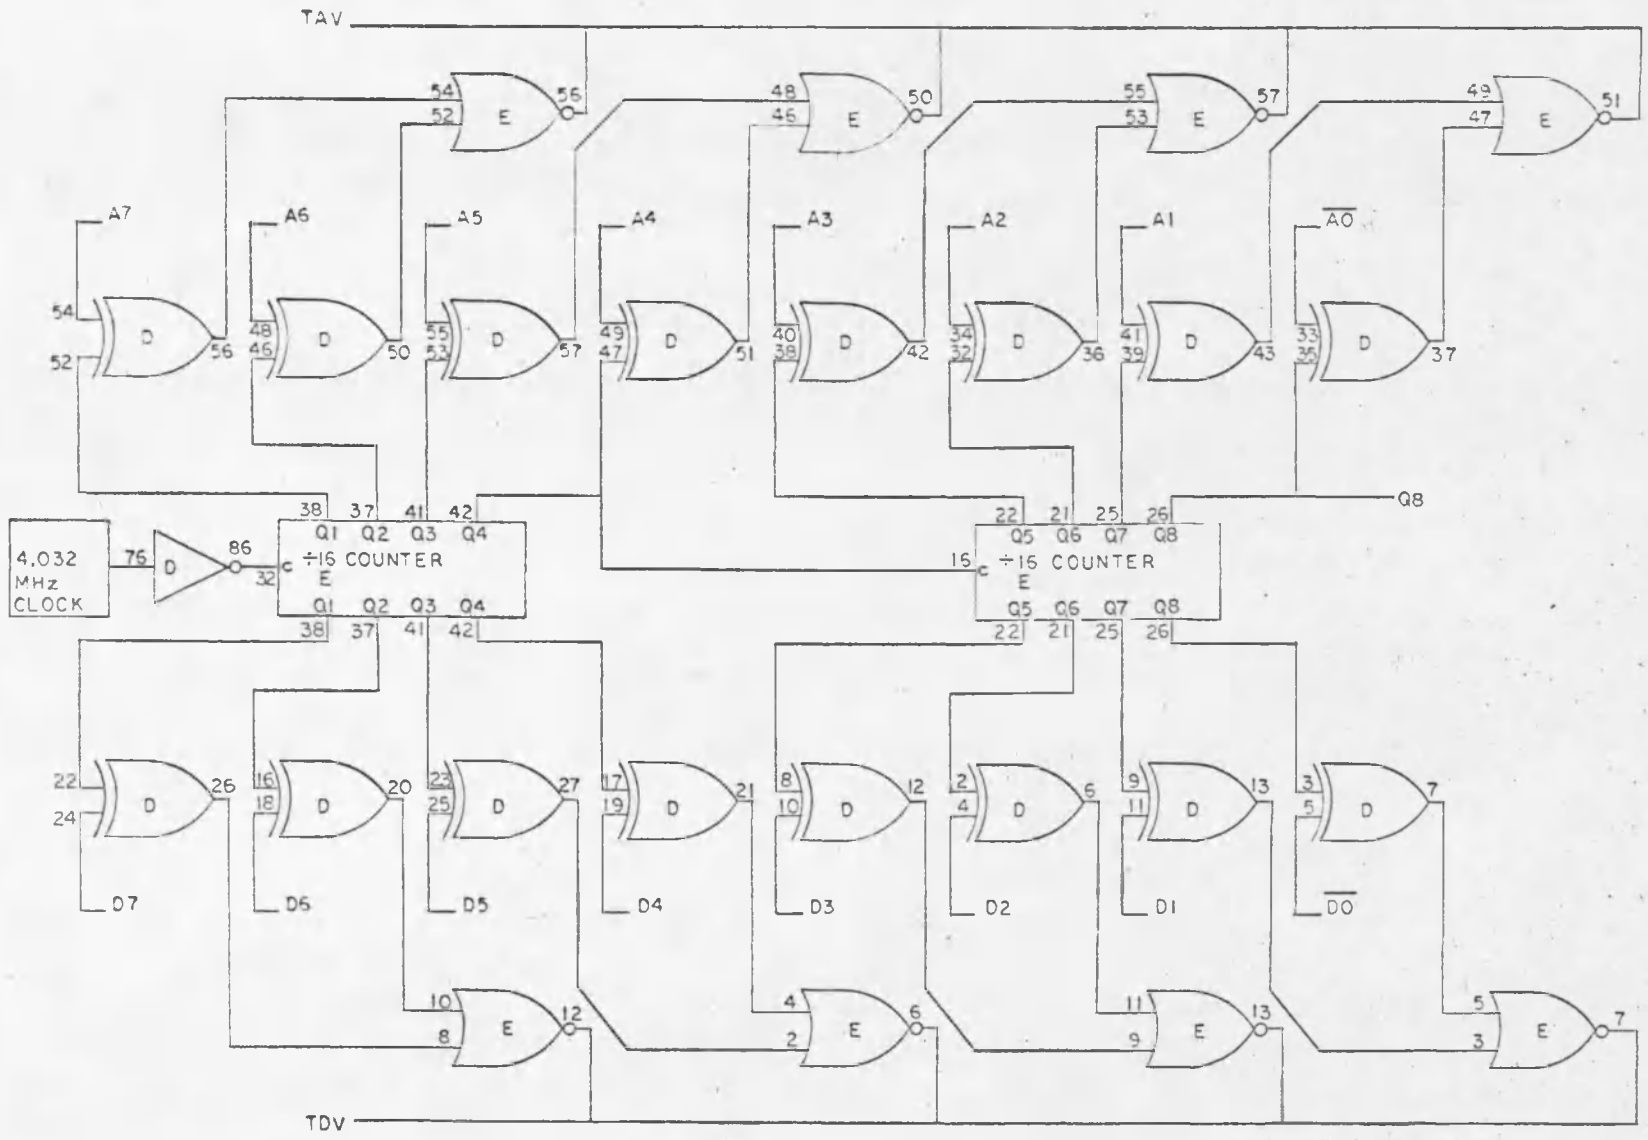 TAV
54 56 48 50 55 57 49 51
52 E 46 E 53 E 47 E
A7 A6 A5 A4 A3 A2 A1 A0
54 48 55 49 40 34 41 33
52 D 46 D 53 D 47 D 38 D 32 D 39 D 35 D
56 50 57 51 42 36 43 37
38 37 41 42 22 21 25 26 Q8
Q1 Q2 Q3 Q4 Q5 Q6 Q7 Q8
4.032 76 D 86 32 C ÷16 COUNTER 16 C ÷16 COUNTER
MHz E E
CLOCK Q1 Q2 Q3 Q4 Q5 Q6 Q7 Q8
38 37 41 42 22 21 25 26
22 26 16 20 23 27 17 21 8 12 2 6 9 13 3 7
24 D 18 D 25 D 19 D 10 D 4 D 11 D 5 D
D7 D6 D5 D4 D3 D2 D1 D0
10 12 4 6 11 13 5 7
8 E 2 E 9 E 3 E
TDV